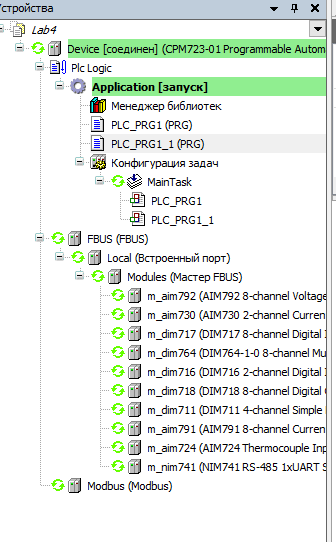 устройства
Lab4
Device [соединен] (CPM723-01 Programmable Autom
Plc Logic
Application [запуск]
Менеджер библиотек
PLC_PRG1 (PRG)
PLC_PRG1_1 (PRG)
Конфигурация задач
MainTask
PLC_PRG1
PLC_PRG1_1
FBUS (FBUS)
Local (Встроенный порт)
Modules (Мастер FBUS)
m_aim792 (AIM792 8-channel Voltage
m_aim730 (AIM730 2-channel Curren
m_dim717 (DIM717 8-channel Digital I
m_dim764 (DIM764-1-0 8-channel Mu
m_dim716 (DIM716 2-channel Digital I
m_dim718 (DIM718 8-channel Digital
m_dim711 (DIM711 4-channel Simple
m_aim791 (AIM791 8-channel Curren
m_aim724 (AIM724 Thermocouple Inp
m_nim741 (NIM741 RS-485 1xUART S
Modbus (Modbus)